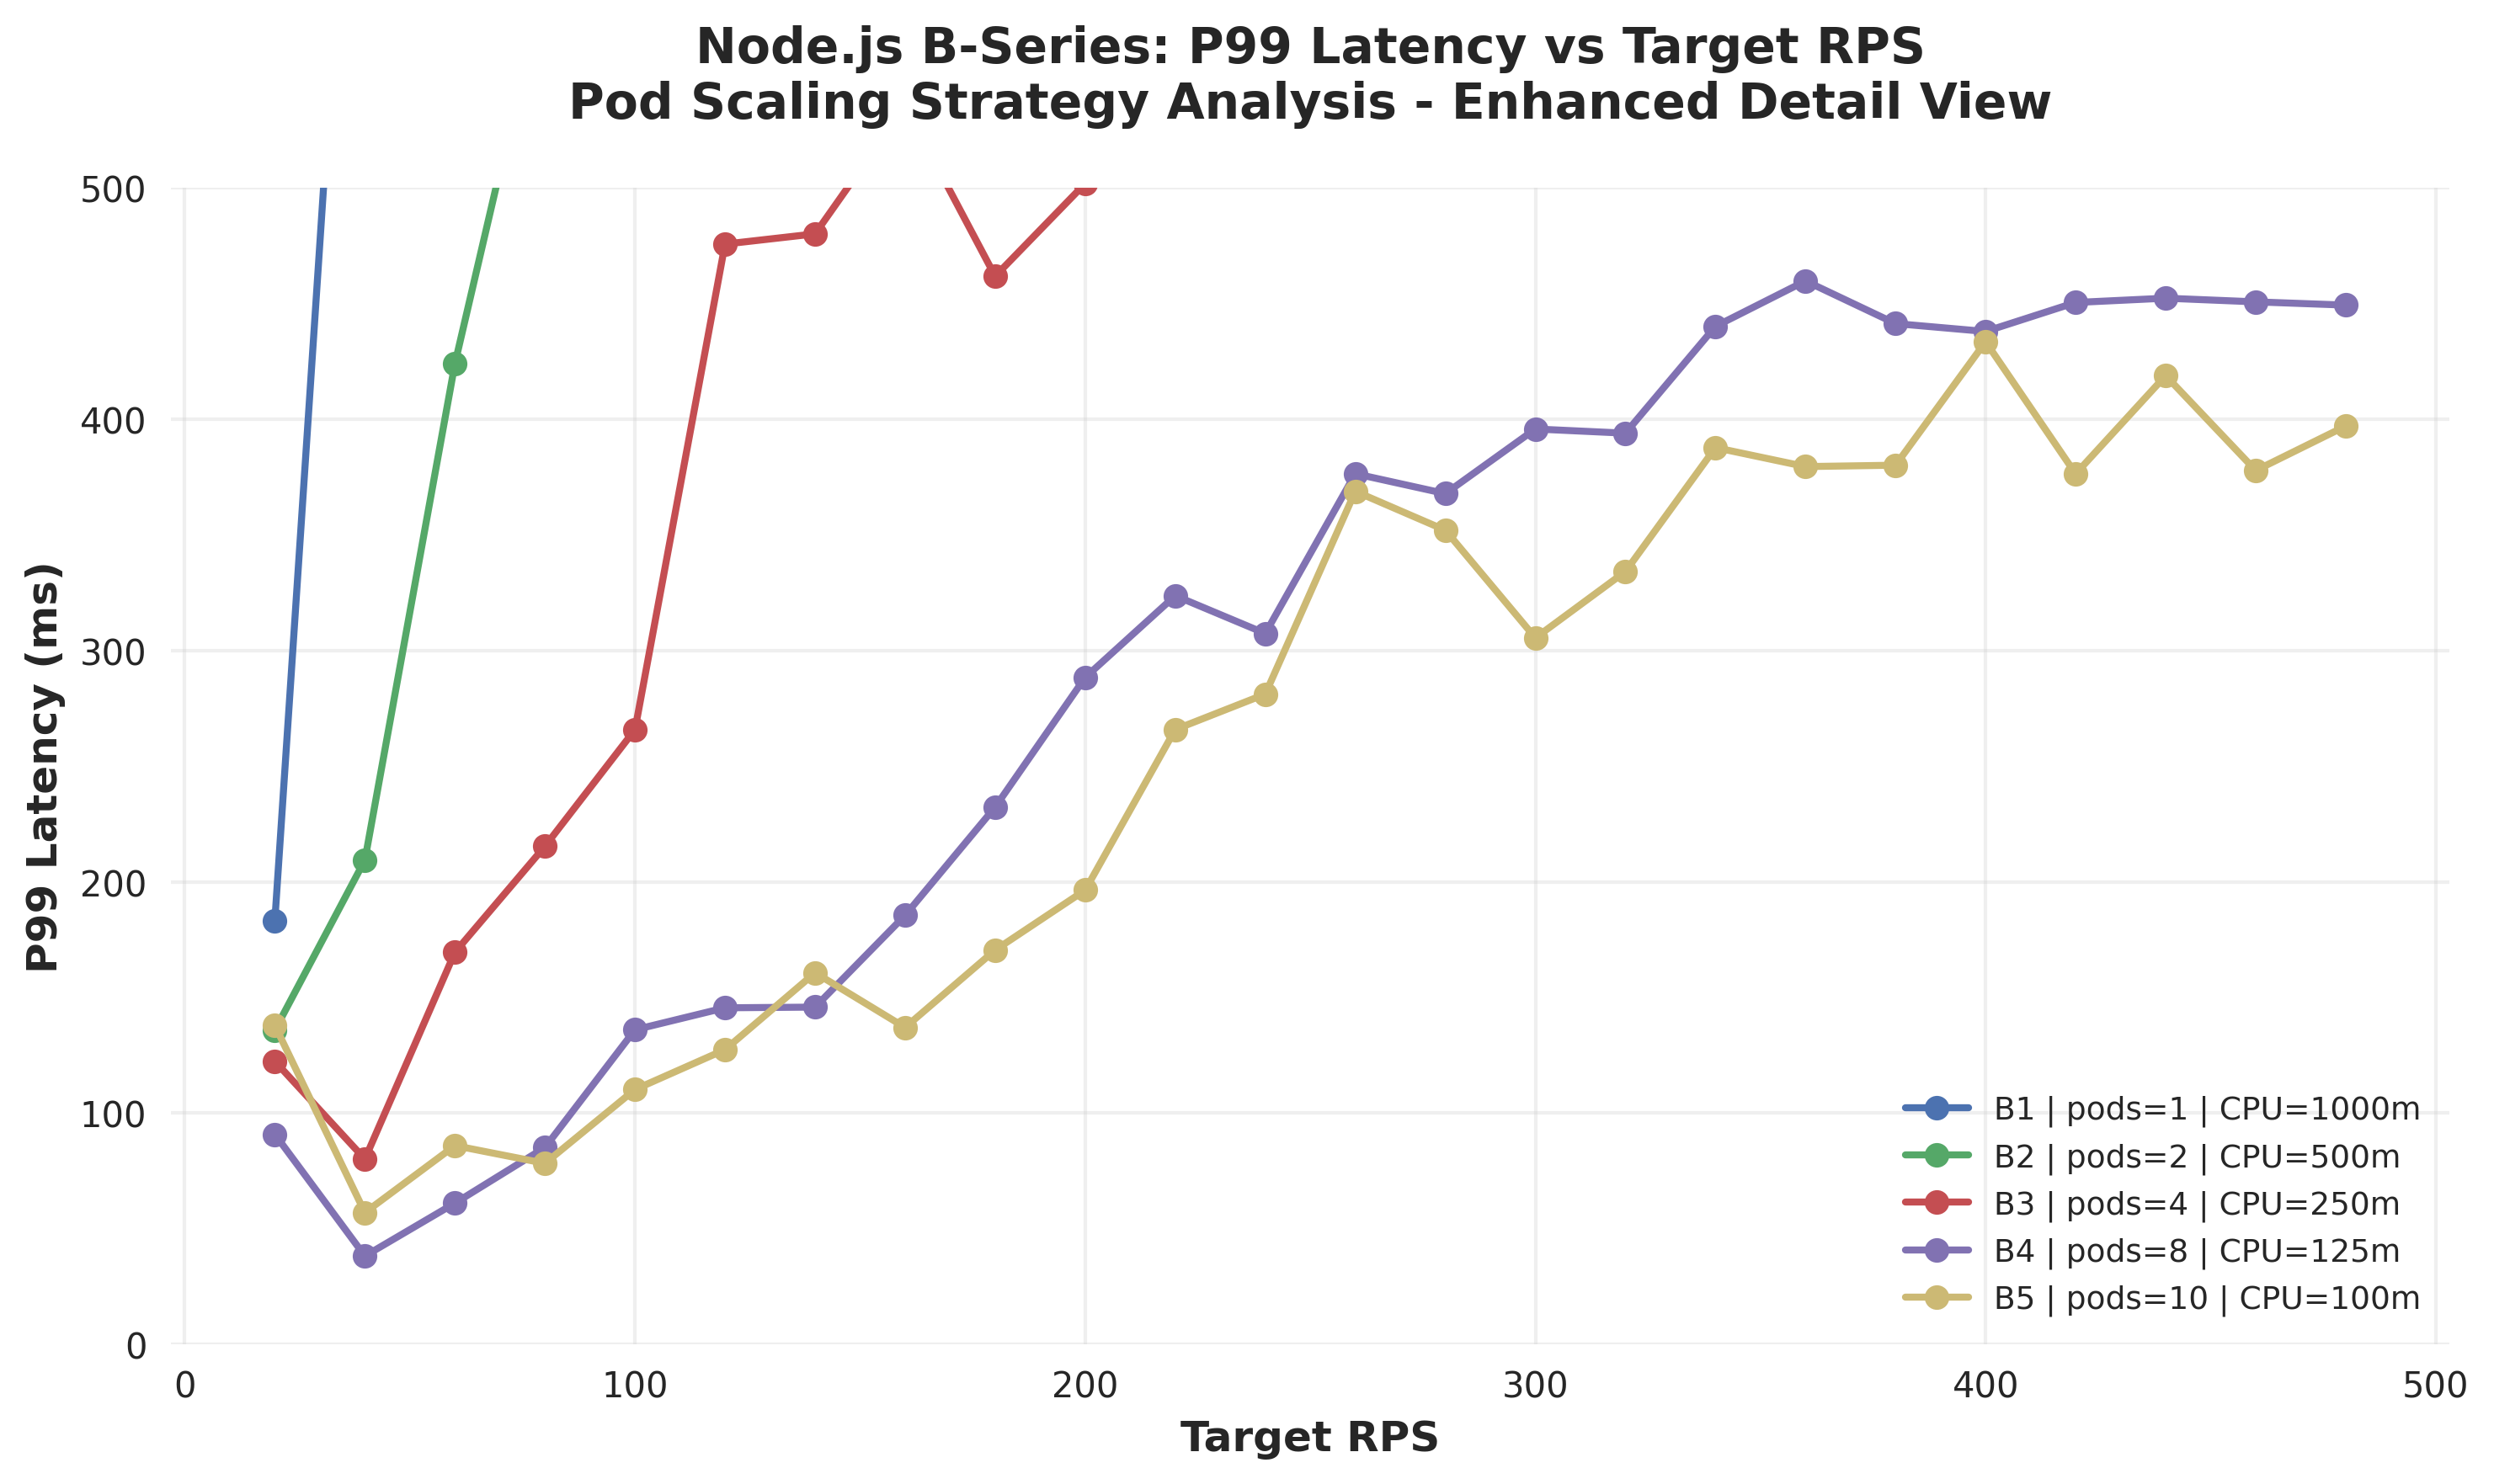 Node.js B-Series: P99 Latency vs Target RPS
Pod Scaling Strategy Analysis - Enhanced Detail View
P99 Latency (ms)
500
400
300
200
100
0
0 100 200 300 400 500
Target RPS
B1 | pods=1 | CPU=1000m
B2 | pods=2 | CPU=500m
B3 | pods=4 | CPU=250m
B4 | pods=8 | CPU=125m
B5 | pods=10 | CPU=100m